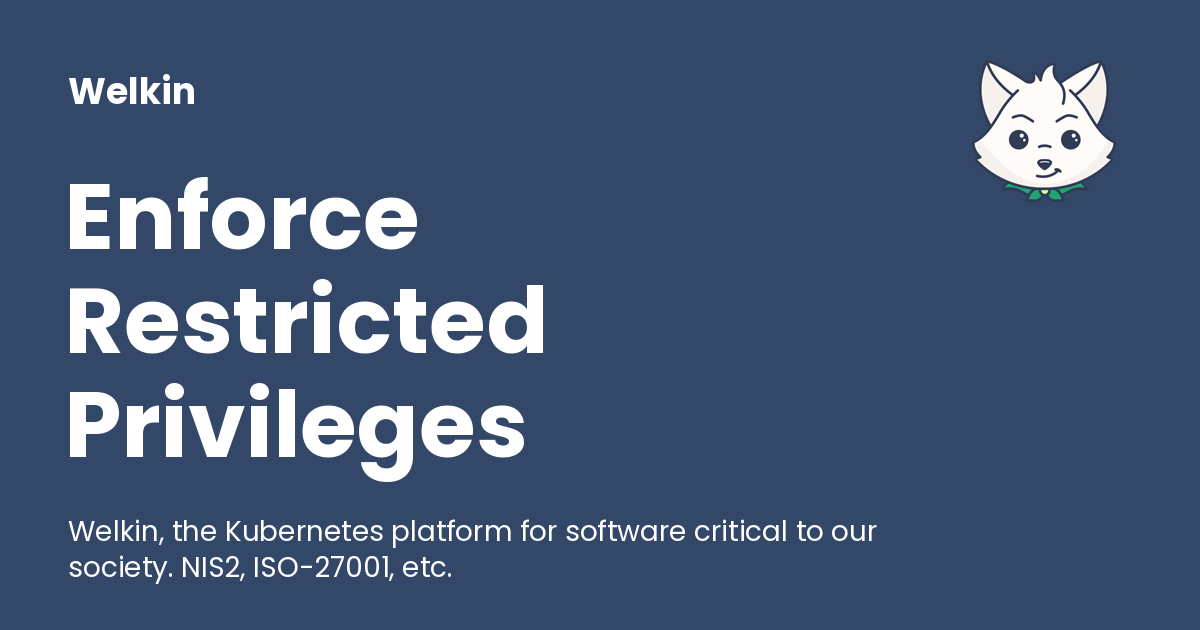 Welkin
Enforce
Restricted
Privileges
Welkin, the Kubernetes platform for software critical to our
society. NIS2, ISO-27001, etc.